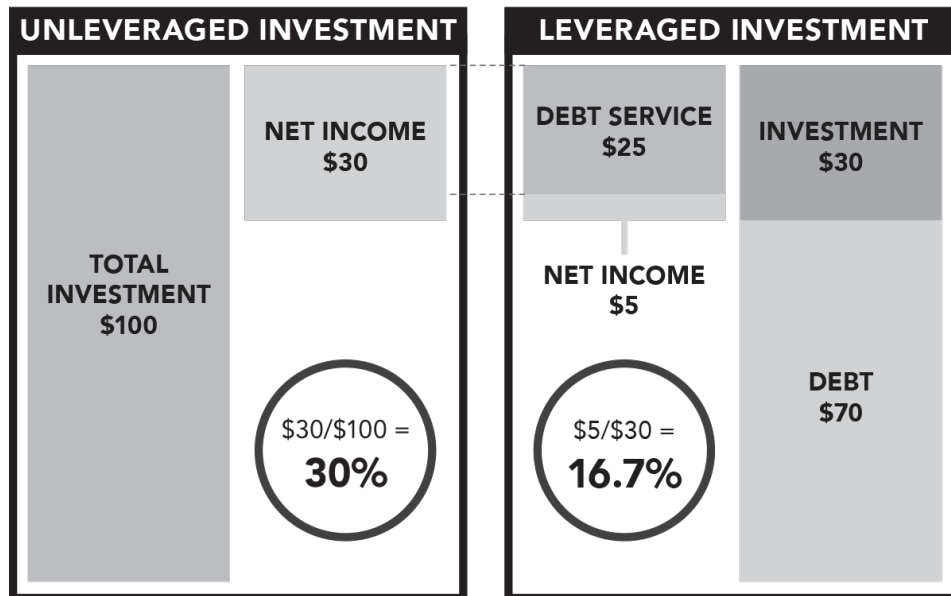 UNLEVERAGED INVESTMENT
TOTAL
INVESTMENT
$100
NET INCOME
$30
$30/$100 =
30%
LEVERAGED INVESTMENT
DEBT SERVICE
$25
NET INCOME
$5
$5/$30 =
16.7%
INVESTMENT
$30
DEBT
$70